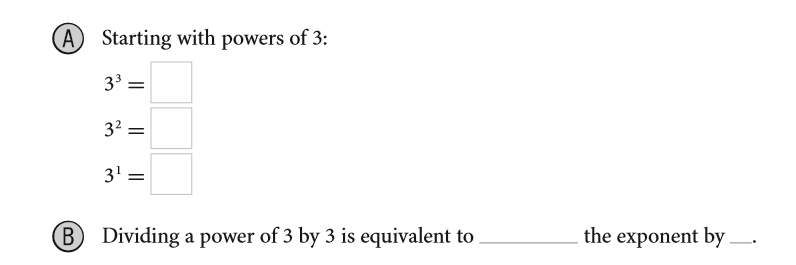 A Starting with powers of 3:
3³ =
3² =
3¹ =
B Dividing a power of 3 by 3 is equivalent to _________ the exponent by __.